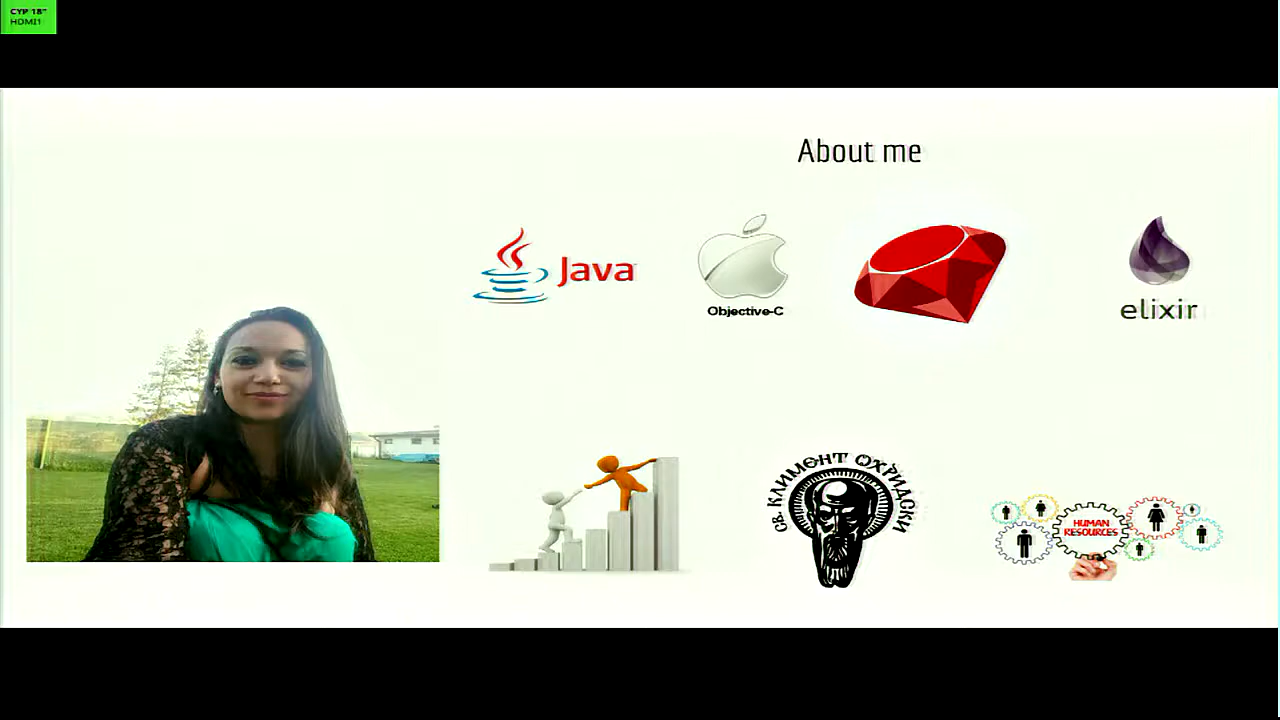 CYP 18"
HDMI1
About me
Java
Objective-C
elixir
СВ. КЛИМЕНТ ОХРИДСКИ
HUMAN
RESOURCES